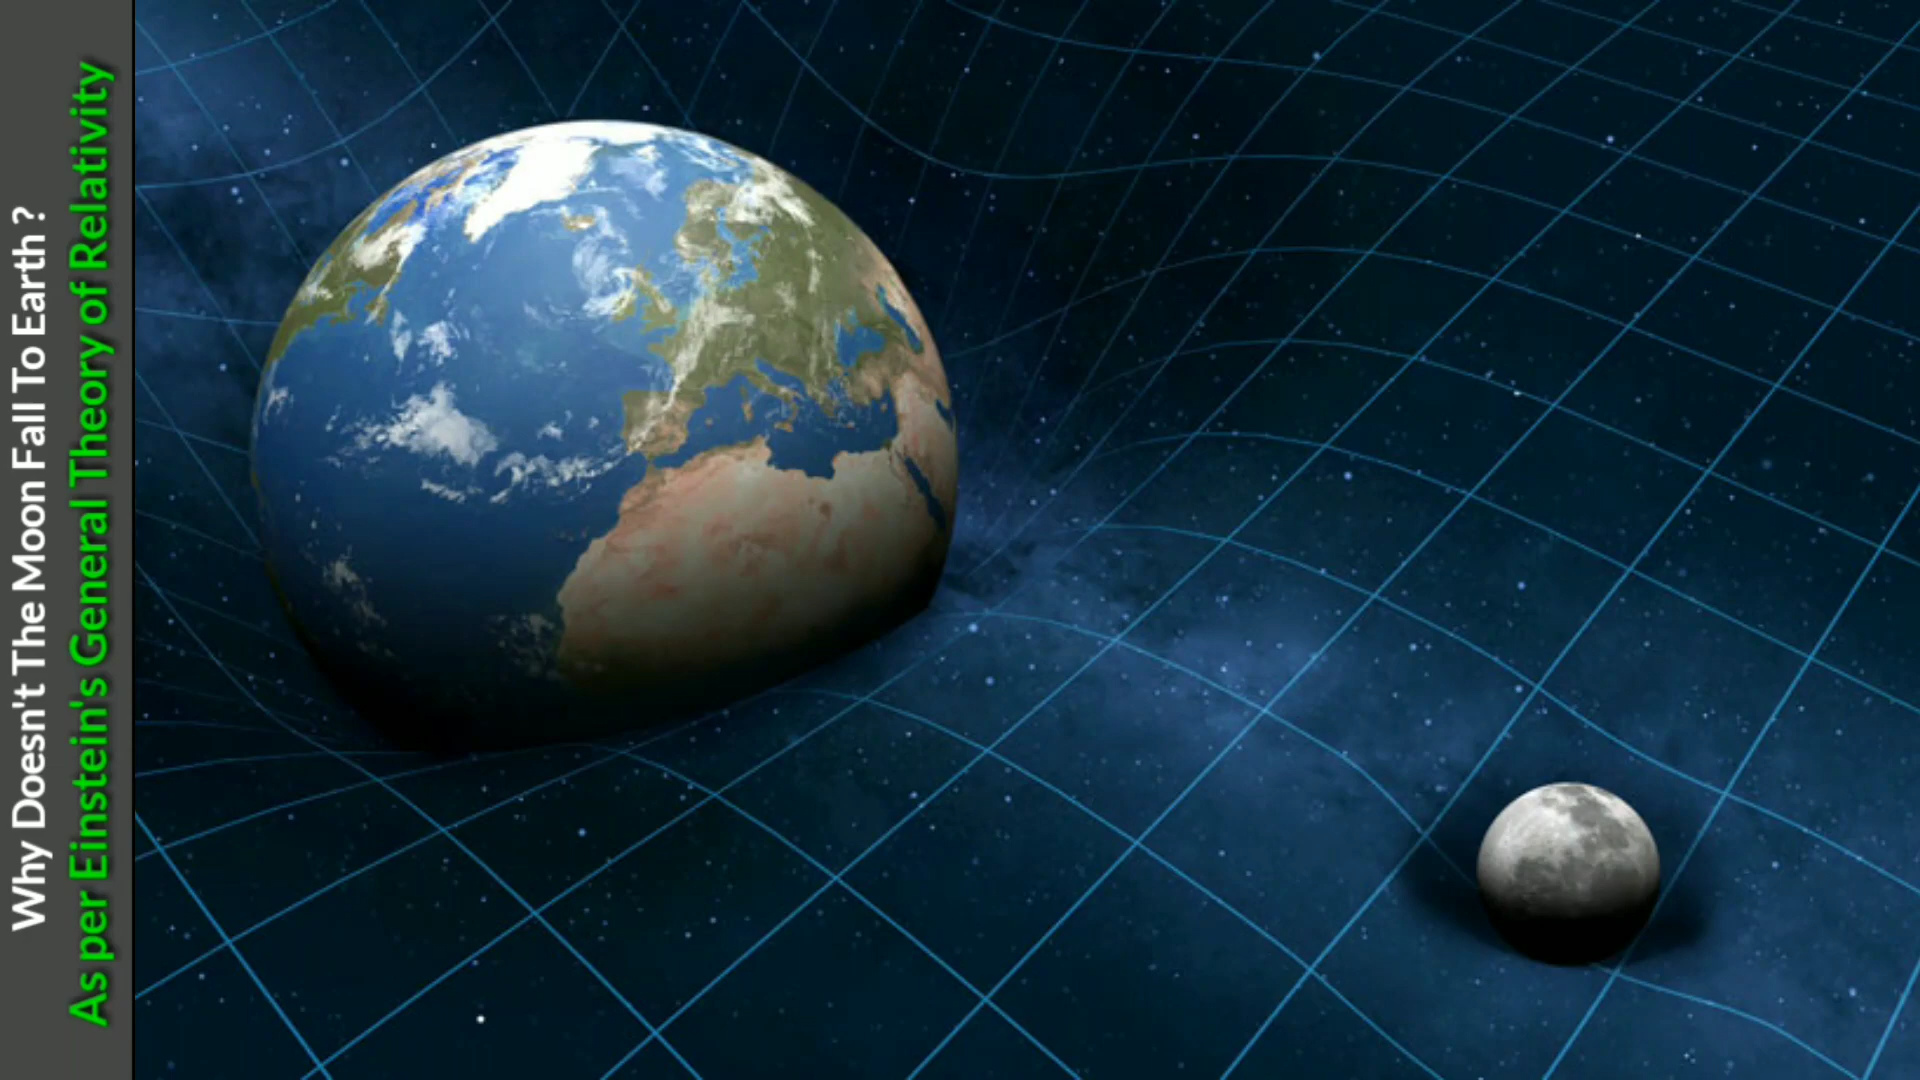 Why Doesn't The Moon Fall To Earth ?
As per Einstein's General Theory of Relativity